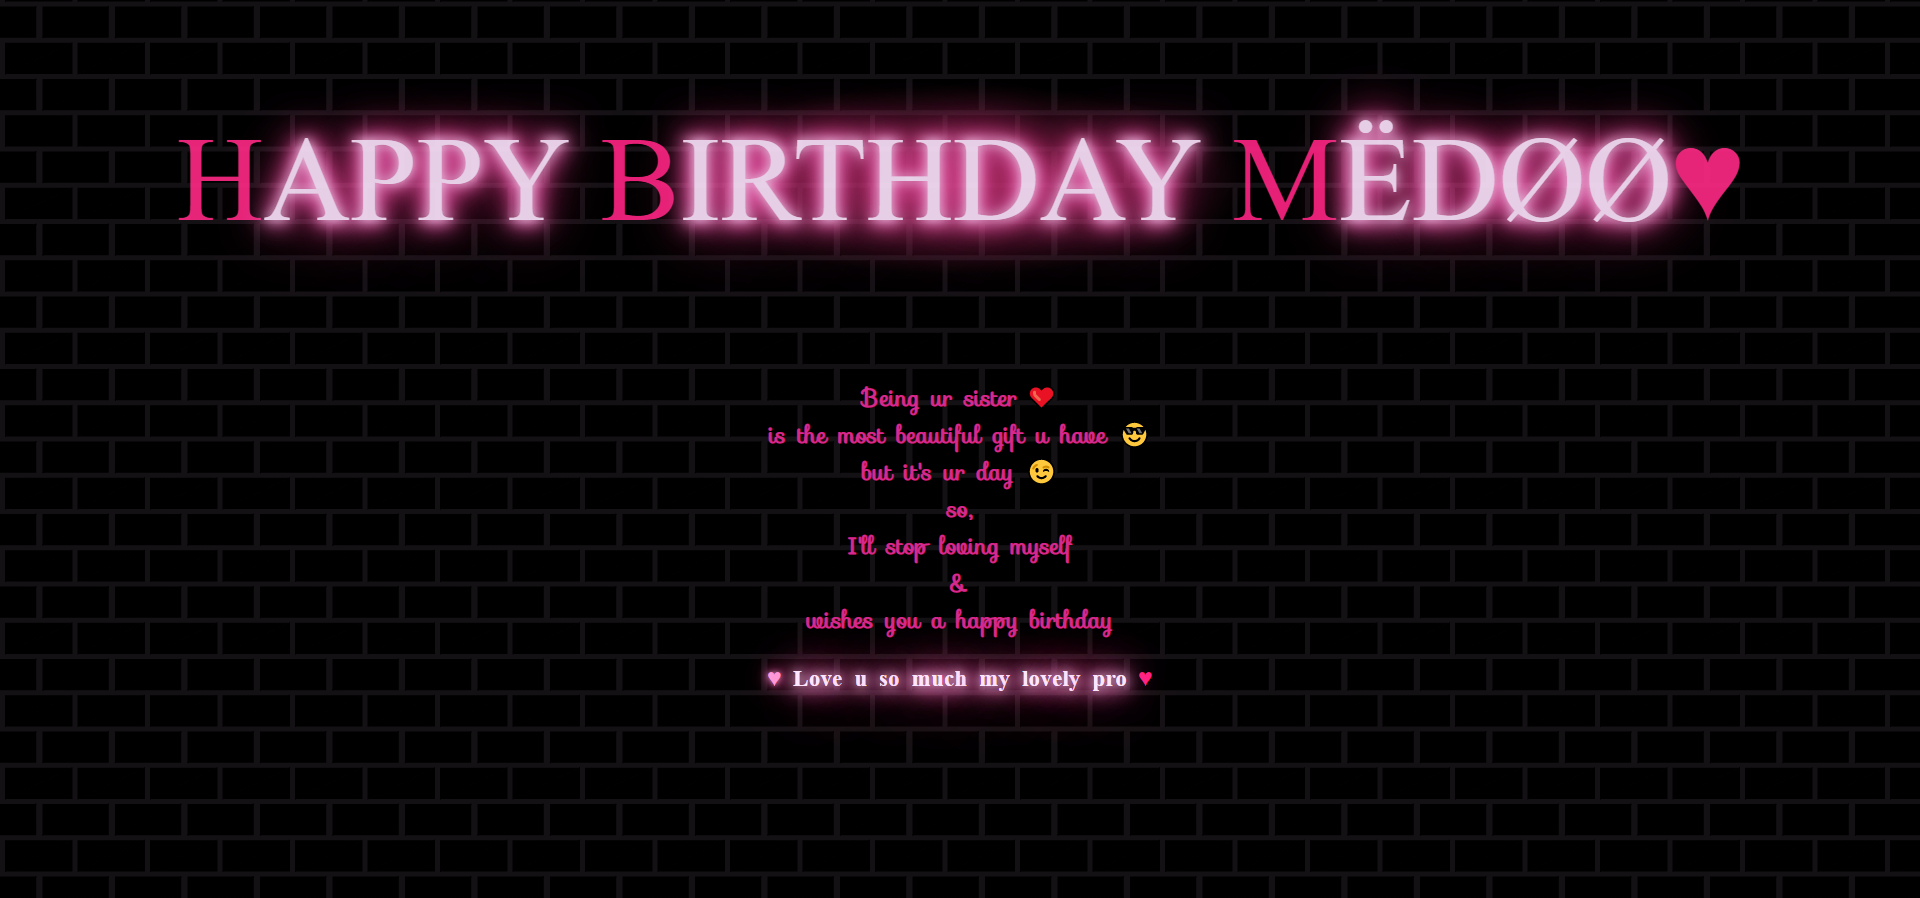 HAPPY BIRTHDAY MËDØØ♥
Being ur sister ❤
is the most beautiful gift u have 😎
but it's ur day 😉
so,
I'll stop loving myself
&
wishes you a happy birthday
♥ Love u so much my lovely pro ♥